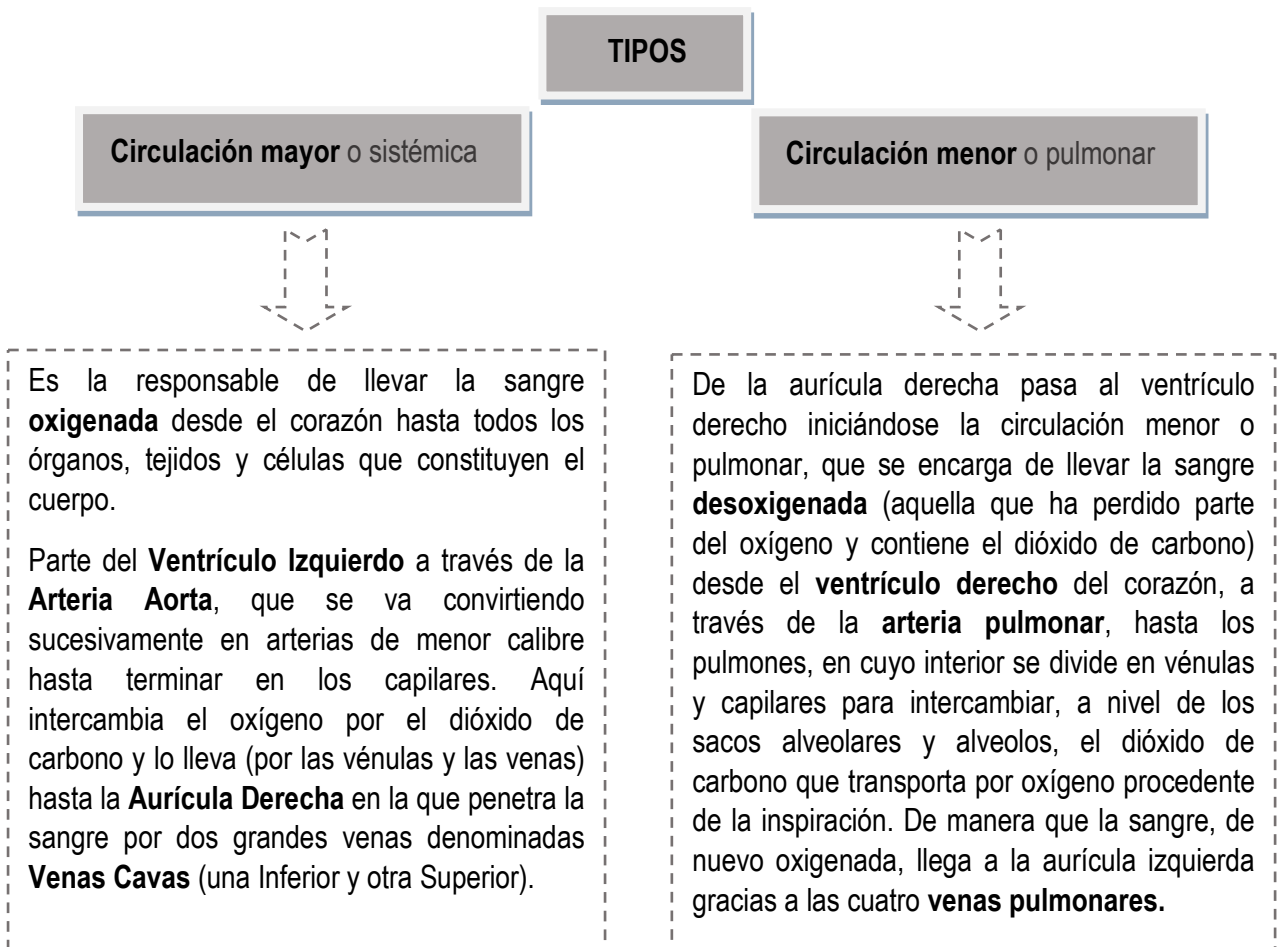 TIPOS
Circulación mayor o sistémica
Es la responsable de llevar la sangre
oxigenada desde el corazón hasta todos los
órganos, tejidos y células que constituyen el
cuerpo.
Parte del Ventrículo Izquierdo a través de la
Arteria Aorta, que se va convirtiendo
sucesivamente en arterias de menor calibre
hasta terminar en los capilares. Aquí
intercambia el oxígeno por el dióxido de
carbono y lo lleva (por las vénulas y las venas)
hasta la Aurícula Derecha en la que penetra la
sangre por dos grandes venas denominadas
Venas Cavas (una Inferior y otra Superior).
Circulación menor o pulmonar
De la aurícula derecha pasa al ventrículo
derecho iniciándose la circulación menor o
pulmonar, que se encarga de llevar la sangre
desoxigenada (aquella que ha perdido parte
del oxígeno y contiene el dióxido de carbono)
desde el ventrículo derecho del corazón, a
través de la arteria pulmonar, hasta los
pulmones, en cuyo interior se divide en vénulas
y capilares para intercambiar, a nivel de los
sacos alveolares y alveolos, el dióxido de
carbono que transporta por oxígeno procedente
de la inspiración. De manera que la sangre, de
nuevo oxigenada, llega a la aurícula izquierda
gracias a las cuatro venas pulmonares.